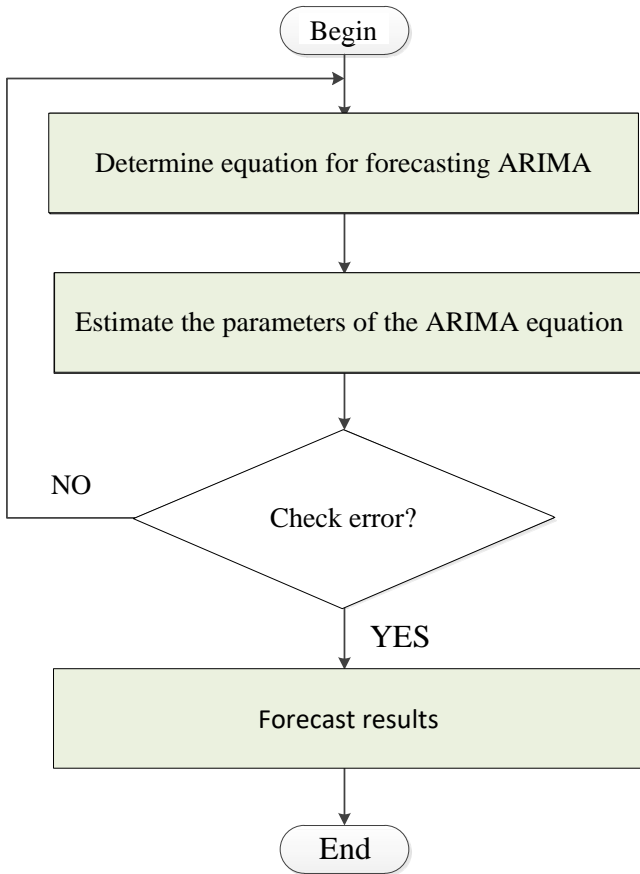 Begin
Determine equation for forecasting ARIMA
Estimate the parameters of the ARIMA equation
NO
Check error?
YES
Forecast results
End